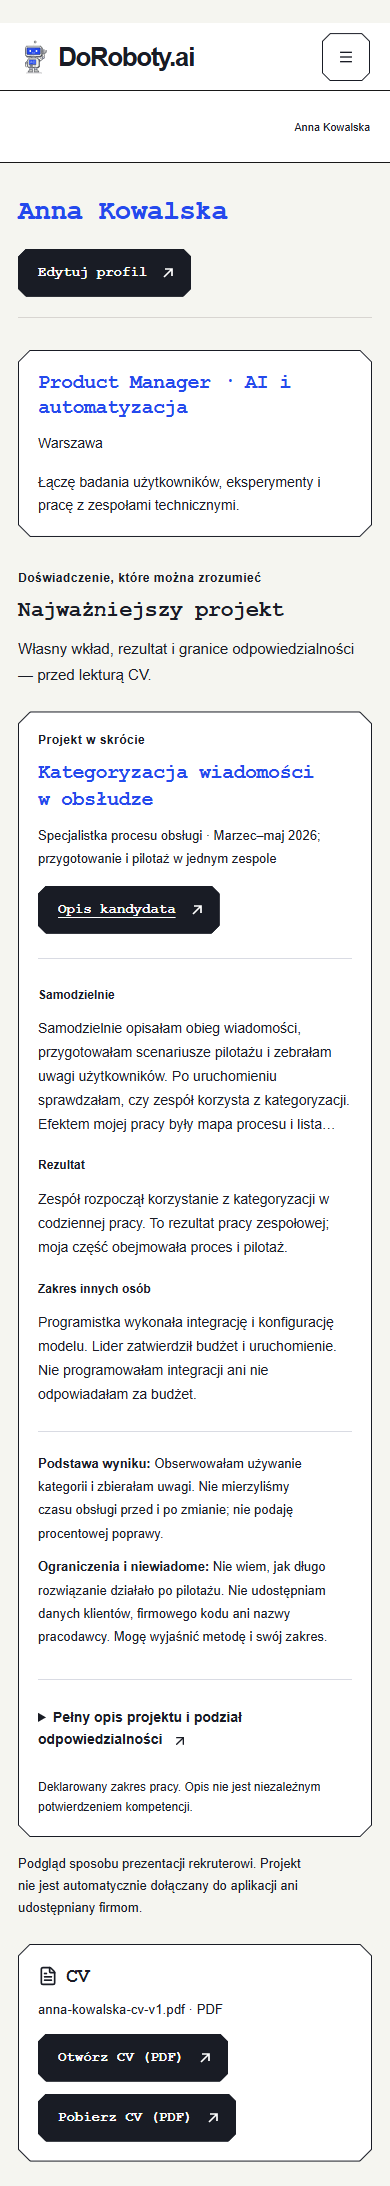 DoRoboty.ai
Anna Kowalska
Anna Kowalska
Edytuj profil
Product Manager · AI i
automatyzacja
Warszawa
Łączę badania użytkowników, eksperymenty i
pracę z zespołami technicznymi.
Doświadczenie, które można zrozumieć
Najważniejszy projekt
Własny wkład, rezultat i granice odpowiedzialności
— przed lekturą CV.
Projekt w skrócie
Kategoryzacja wiadomości
w obsłudze
Specjalistka procesu obsługi · Marzec–maj 2026;
przygotowanie i pilotaż w jednym zespole
Opis kandydata
Samodzielnie
Samodzielnie opisałam obieg wiadomości,
przygotowałam scenariusze pilotażu i zebrałam
uwagi użytkowników. Po uruchomieniu
sprawdzałam, czy zespół korzysta z kategoryzacji.
Efektem mojej pracy były mapa procesu i lista…
Rezultat
Zespół rozpoczął korzystanie z kategoryzacji w
codziennej pracy. To rezultat pracy zespołowej;
moja część obejmowała proces i pilotaż.
Zakres innych osób
Programistka wykonała integrację i konfigurację
modelu. Lider zatwierdził budżet i uruchomienie.
Nie programowałam integracji ani nie
odpowiadałam za budżet.
Podstawa wyniku: Obserwowałam używanie
kategorii i zbierałam uwagi. Nie mierzyliśmy
czasu obsługi przed i po zmianie; nie podaję
procentowej poprawy.
Ograniczenia i niewiadome: Nie wiem, jak długo
rozwiązanie działało po pilotażu. Nie udostępniam
danych klientów, firmowego kodu ani nazwy
pracodawcy. Mogę wyjaśnić metodę i swój zakres.
Pełny opis projektu i podział
odpowiedzialności
Deklarowany zakres pracy. Opis nie jest niezależnym
potwierdzeniem kompetencji.
Podgląd sposobu prezentacji rekruterowi. Projekt
nie jest automatycznie dołączany do aplikacji ani
udostępniany firmom.
CV
anna-kowalska-cv-v1.pdf · PDF
Otwórz CV (PDF)
Pobierz CV (PDF)